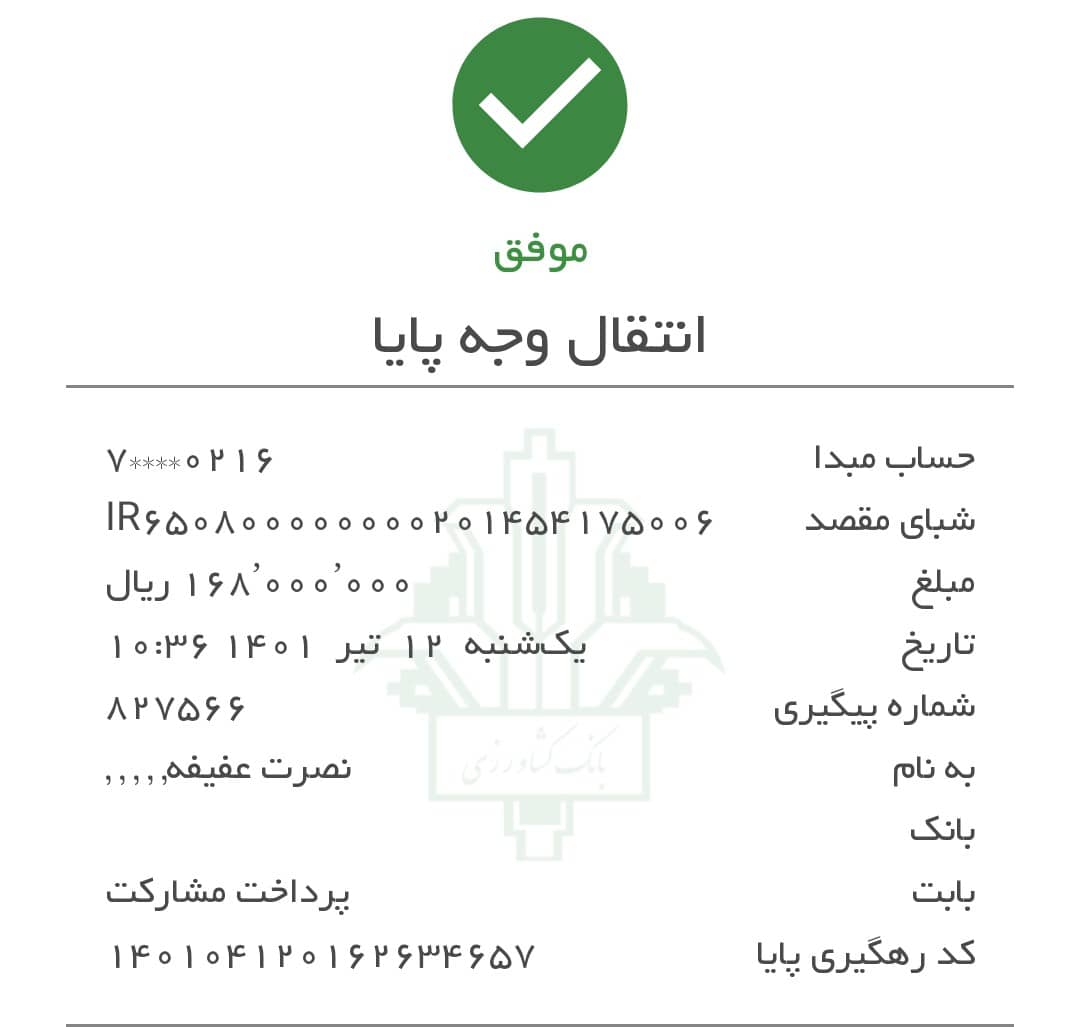 موفق
انتقال وجه پایا
حساب مبدا ۷****۰۲۱۶
شبای مقصد IR۶۵۰۸۰۰۰۰۰۰۰۰۰۲۰۱۴۵۴۱۷۵۰۰۶
مبلغ ۱۶۸٬۰۰۰٬۰۰۰ ریال
تاریخ یک‌شنبه ۱۲ تیر ۱۴۰۱ ۱۰:۳۶
شماره پیگیری ۸۲۷۵۶۶
به نام نصرت عفیفه,,,,,
بانک
بابت پرداخت مشارکت
کد رهگیری پایا ۱۴۰۱۰۴۱۲۰۱۶۲۶۳۴۶۵۷
بانک کشاورزی